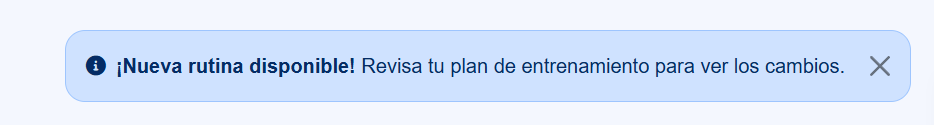 ¡Nueva rutina disponible! Revisa tu plan de entrenamiento para ver los cambios.